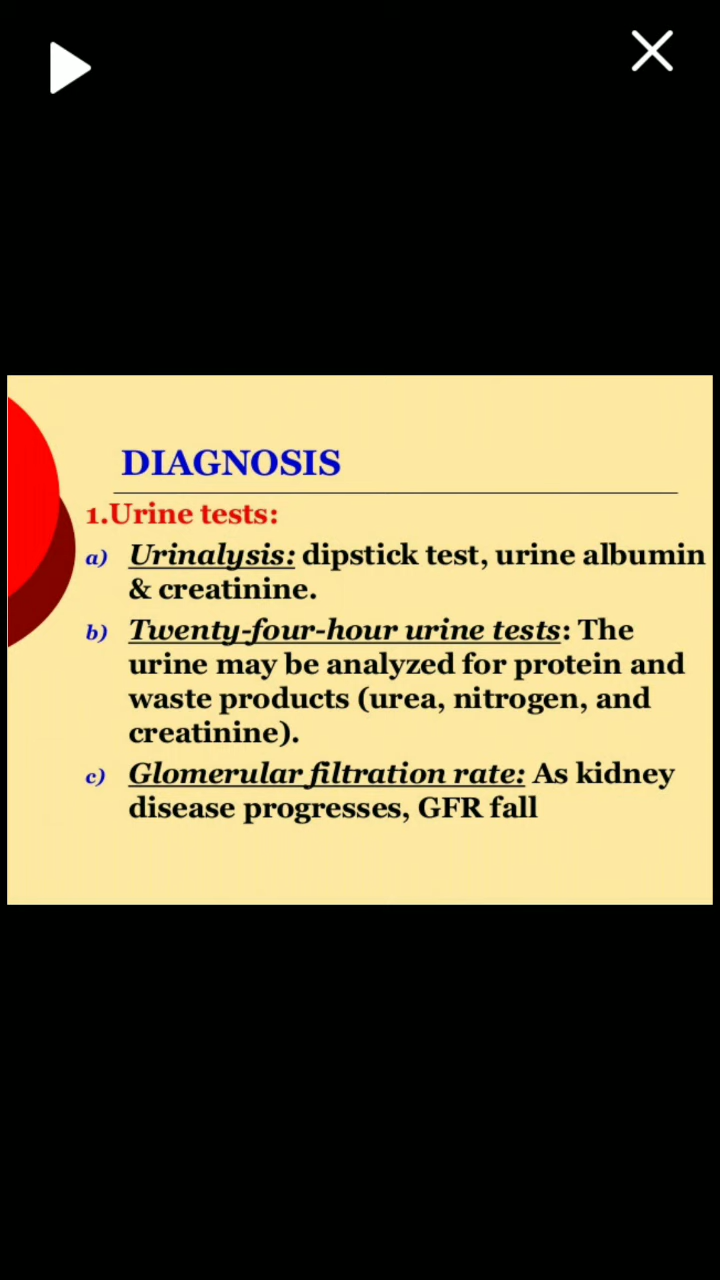 DIAGNOSIS
1.Urine tests:
a) Urinalysis: dipstick test, urine albumin
& creatinine.
b) Twenty-four-hour urine tests: The
urine may be analyzed for protein and
waste products (urea, nitrogen, and
creatinine).
c) Glomerular filtration rate: As kidney
disease progresses, GFR fall